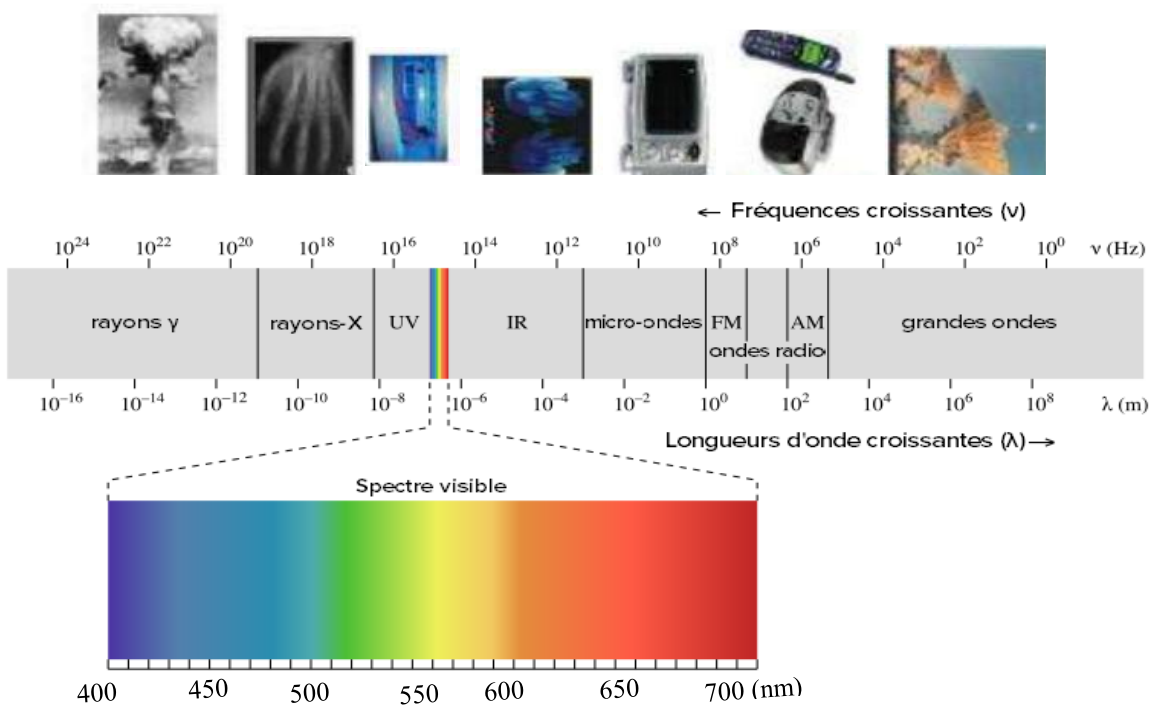 ← Fréquences croissantes (ν)
10²⁴ 10²² 10²⁰ 10¹⁸ 10¹⁶ 10¹⁴ 10¹² 10¹⁰ 10⁸ 10⁶ 10⁴ 10² 10⁰ ν (Hz)
rayons γ rayons-X UV IR micro-ondes FM AM grandes ondes
ondes radio
10⁻¹⁶ 10⁻¹⁴ 10⁻¹² 10⁻¹⁰ 10⁻⁸ 10⁻⁶ 10⁻⁴ 10⁻² 10⁰ 10² 10⁴ 10⁶ 10⁸ λ (m)
Longueurs d'onde croissantes (λ)→
Spectre visible
400 450 500 550 600 650 700 (nm)